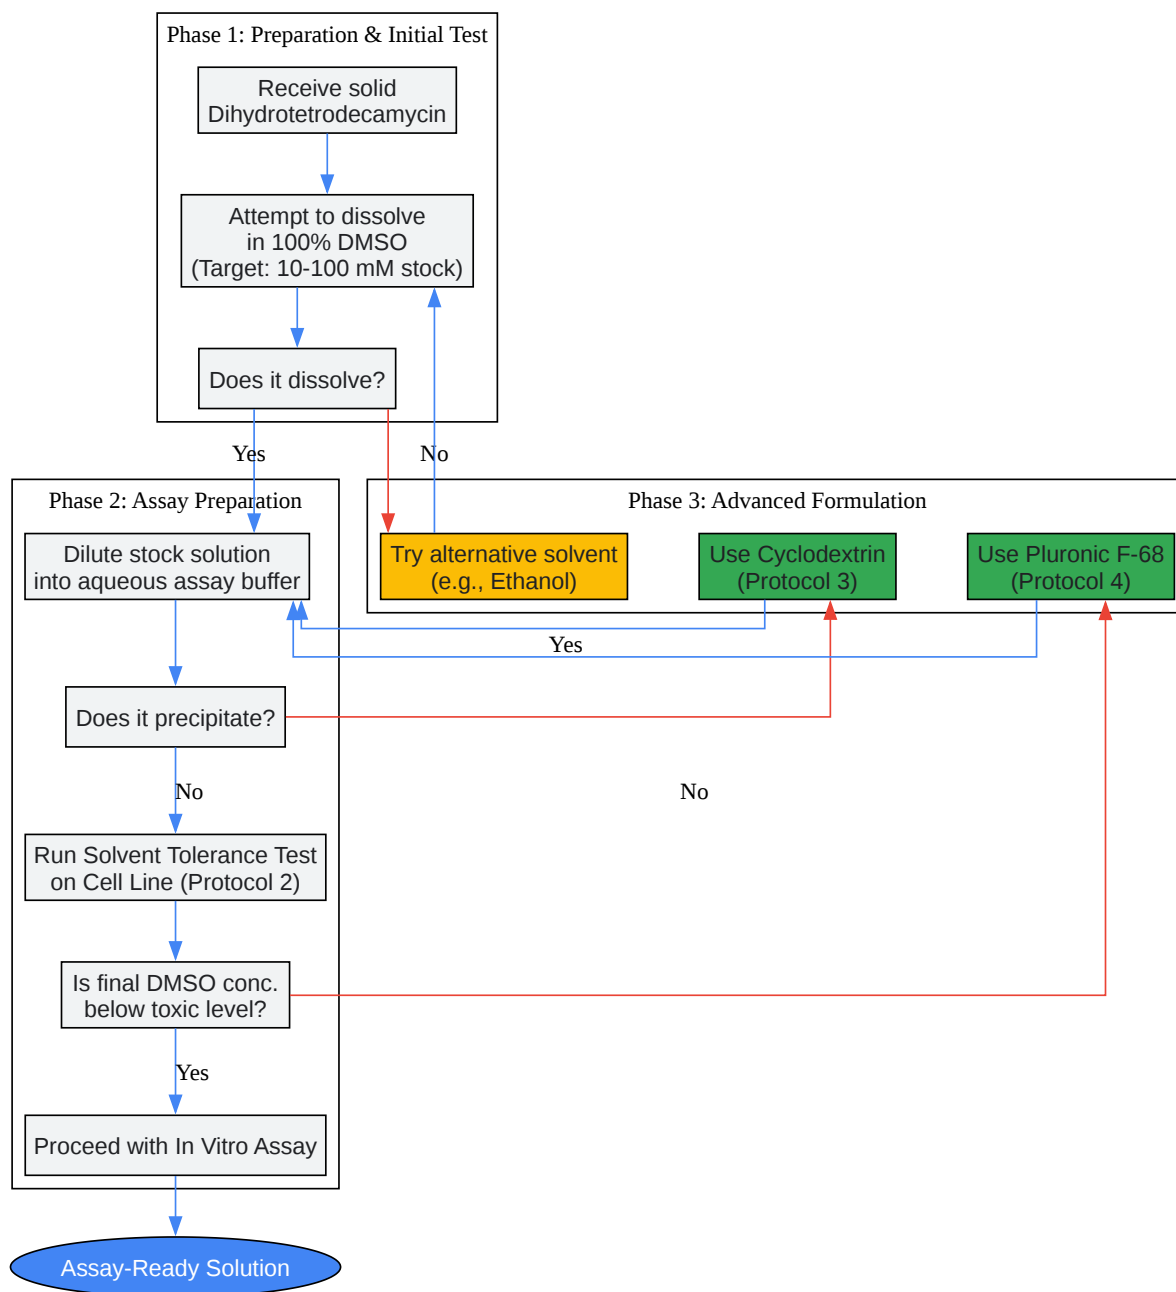 Phase 1: Preparation & Initial Test
Receive solid
Dihydrotetrodecamycin
Attempt to dissolve
in 100% DMSO
(Target: 10-100 mM stock)
Does it dissolve?
Yes
No
Phase 2: Assay Preparation
Dilute stock solution
into aqueous assay buffer
Does it precipitate?
No
Run Solvent Tolerance Test
on Cell Line (Protocol 2)
Is final DMSO conc.
below toxic level?
Yes
Proceed with In Vitro Assay
Assay-Ready Solution
Phase 3: Advanced Formulation
Try alternative solvent
(e.g., Ethanol)
Use Cyclodextrin
(Protocol 3)
Use Pluronic F-68
(Protocol 4)
Yes
No